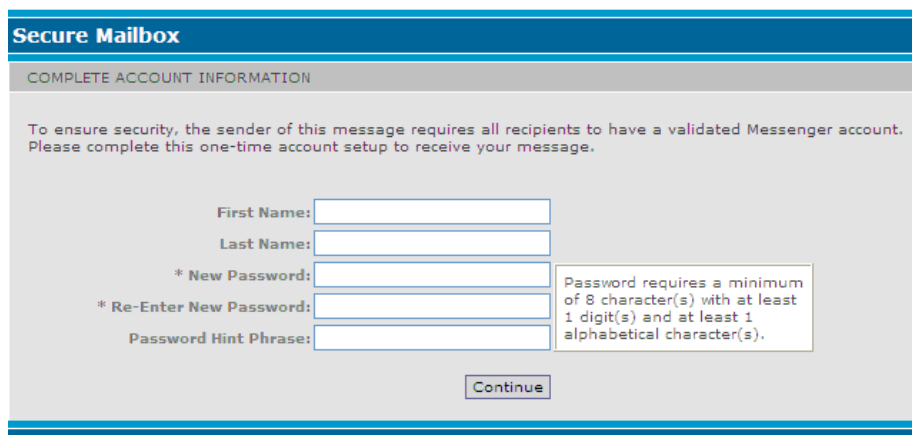 Secure Mailbox
COMPLETE ACCOUNT INFORMATION
To ensure security, the sender of this message requires all recipients to have a validated Messenger account.
Please complete this one-time account setup to receive your message.
First Name:
Last Name:
* New Password:
* Re-Enter New Password:
Password Hint Phrase:
Password requires a minimum
of 8 character(s) with at least
1 digit(s) and at least 1
alphabetical character(s).
Continue